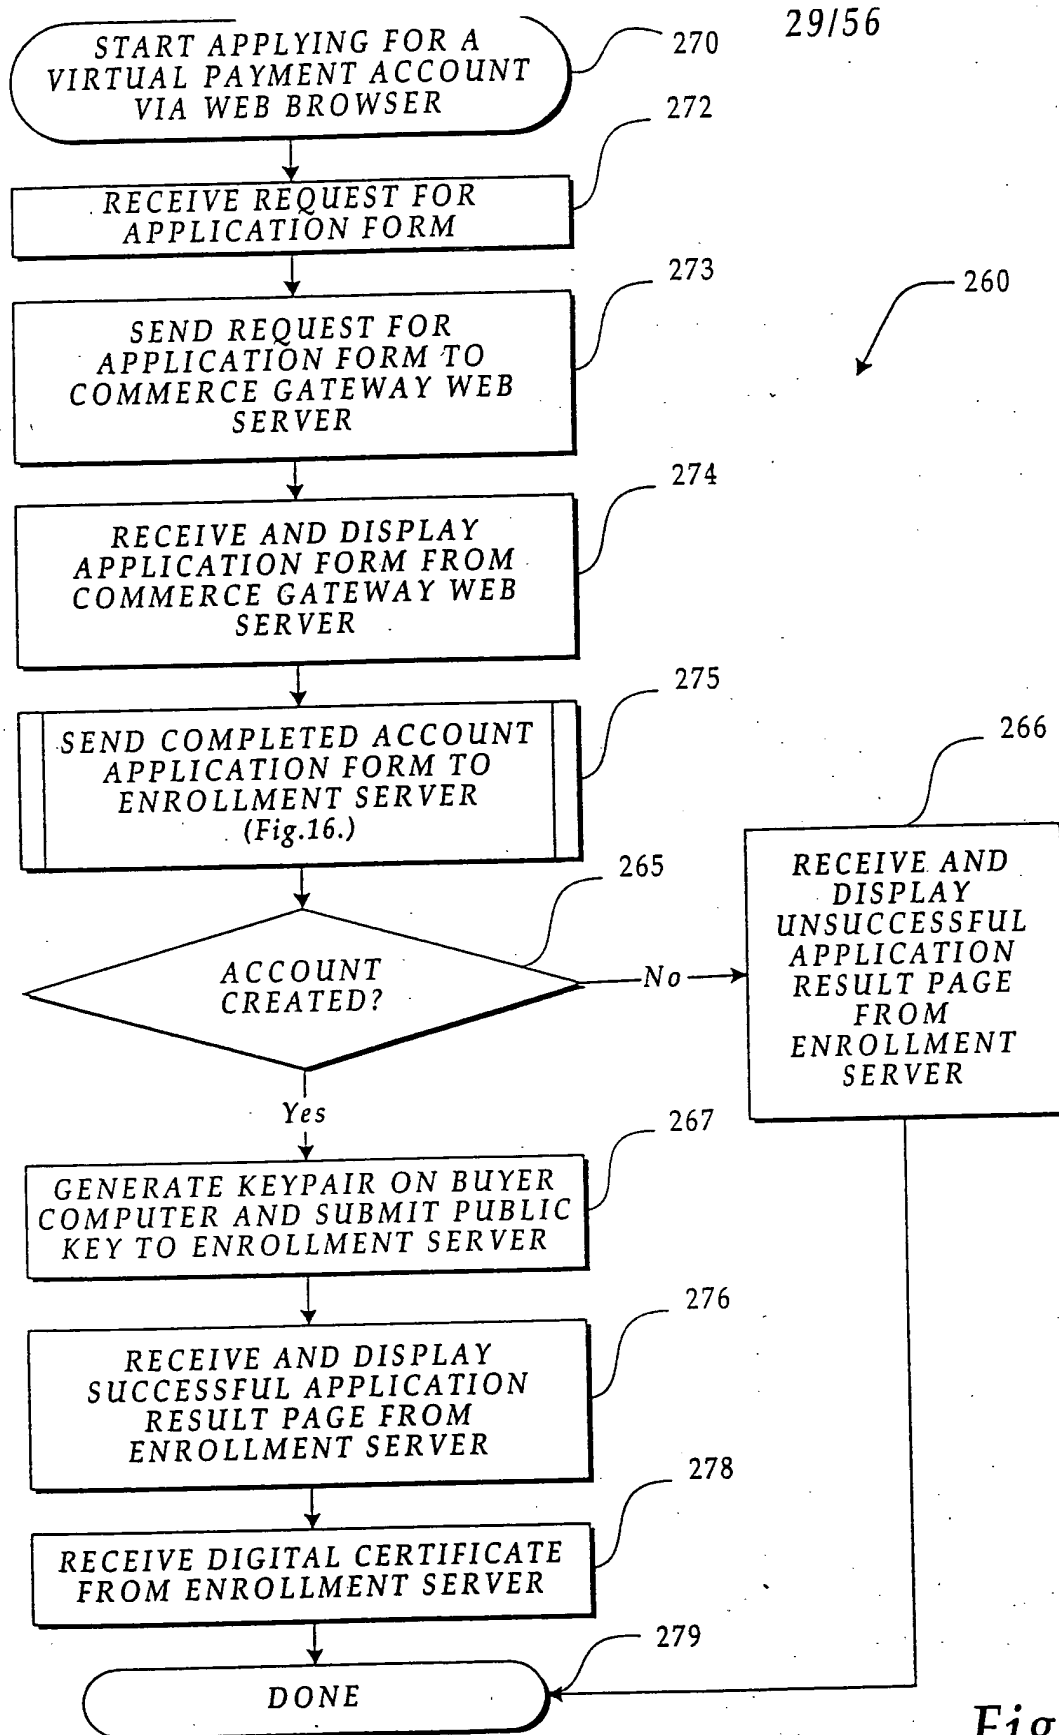 29/56
START APPLYING FOR A
VIRTUAL PAYMENT ACCOUNT
VIA WEB BROWSER
270
272
RECEIVE REQUEST FOR
APPLICATION FORM
273
260
SEND REQUEST FOR
APPLICATION FORM TO
COMMERCE GATEWAY WEB
SERVER
274
RECEIVE AND DISPLAY
APPLICATION FORM FROM
COMMERCE GATEWAY WEB
SERVER
275
SEND COMPLETED ACCOUNT
APPLICATION FORM TO
ENROLLMENT SERVER
(Fig.16.)
265
ACCOUNT
CREATED?
No
266
RECEIVE AND
DISPLAY
UNSUCCESSFUL
APPLICATION
RESULT PAGE
FROM
ENROLLMENT
SERVER
Yes
267
GENERATE KEYPAIR ON BUYER
COMPUTER AND SUBMIT PUBLIC
KEY TO ENROLLMENT SERVER
276
RECEIVE AND DISPLAY
SUCCESSFUL APPLICATION
RESULT PAGE FROM
ENROLLMENT SERVER
278
RECEIVE DIGITAL CERTIFICATE
FROM ENROLLMENT SERVER
279
DONE
Fig